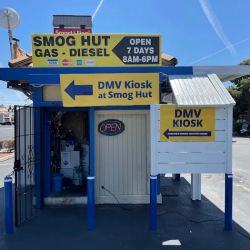 SMOG HUT
GAS - DIESEL
OPEN
7 DAYS
8AM-6PM
DMV Kiosk
at Smog Hut
DMV
KIOSK
OPEN